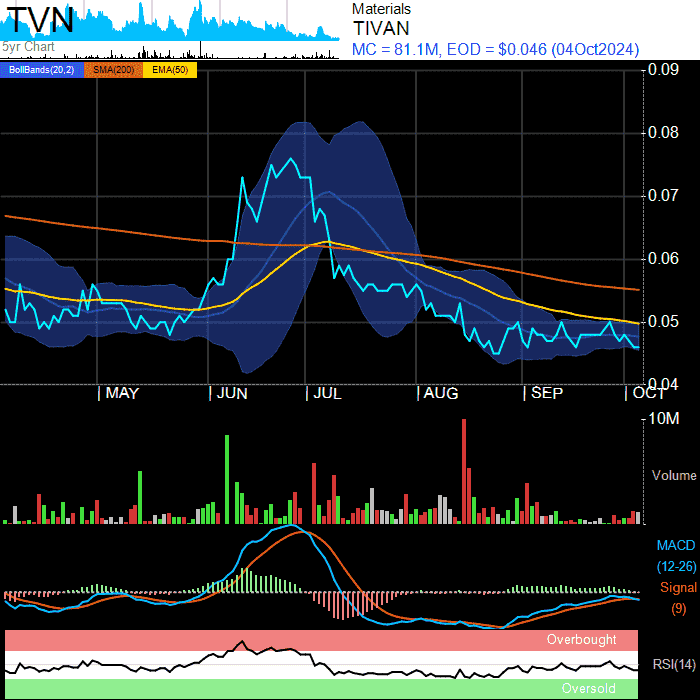 TVN
5yr Chart
Materials
TIVAN
MC = 81.1M, EOD = $0.046 (04Oct2024)
BollBands(20,2) SMA(200) EMA(50)
0.09
0.08
0.07
0.06
0.05
0.04
MAY JUN JUL AUG SEP OCT
10M
Volume
MACD
(12-26)
Signal
(9)
Overbought
RSI(14)
Oversold